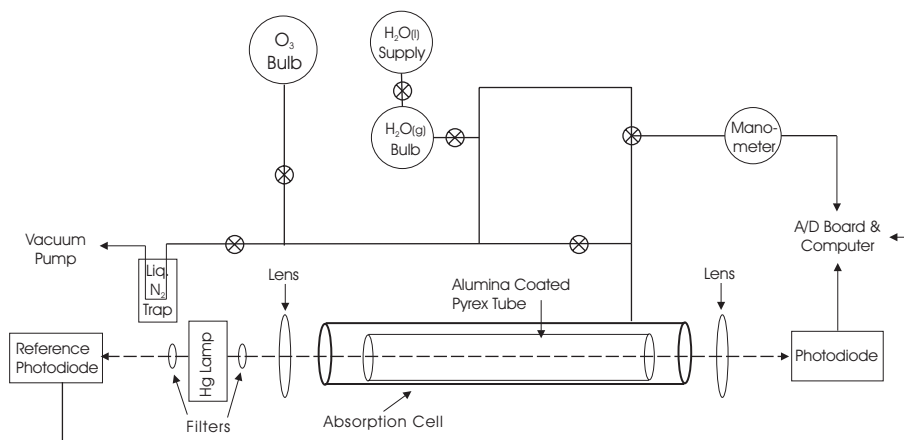 O₃
Bulb
H₂O(l)
Supply
H₂O(g)
Bulb
Mano-
meter
A/D Board &
Computer
Vacuum
Pump
Liq.
N₂
Trap
Lens
Alumina Coated
Pyrex Tube
Lens
Reference
Photodiode
Hg Lamp
Photodiode
Filters
Absorption Cell